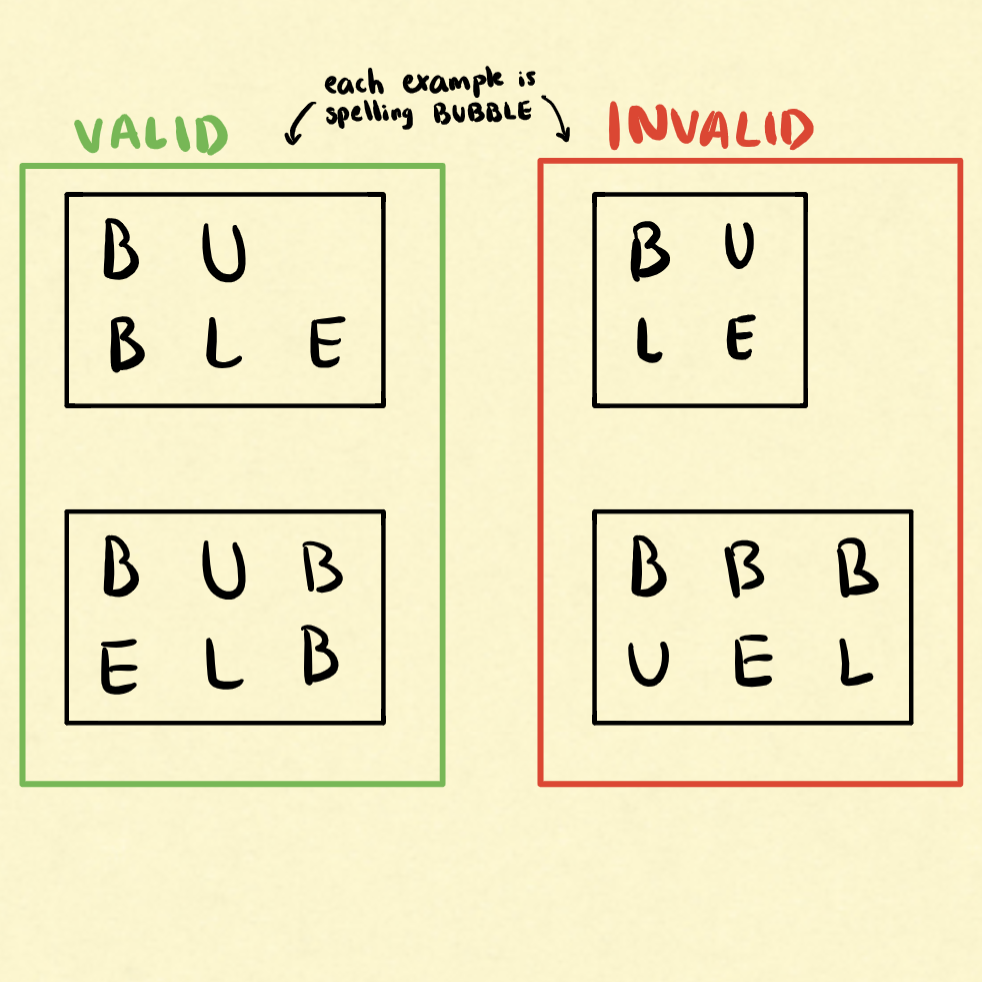 each example is
spelling BUBBLE
VALID
B U
B L E
B U B
E L B
INVALID
B U
L E
B B B
U E L